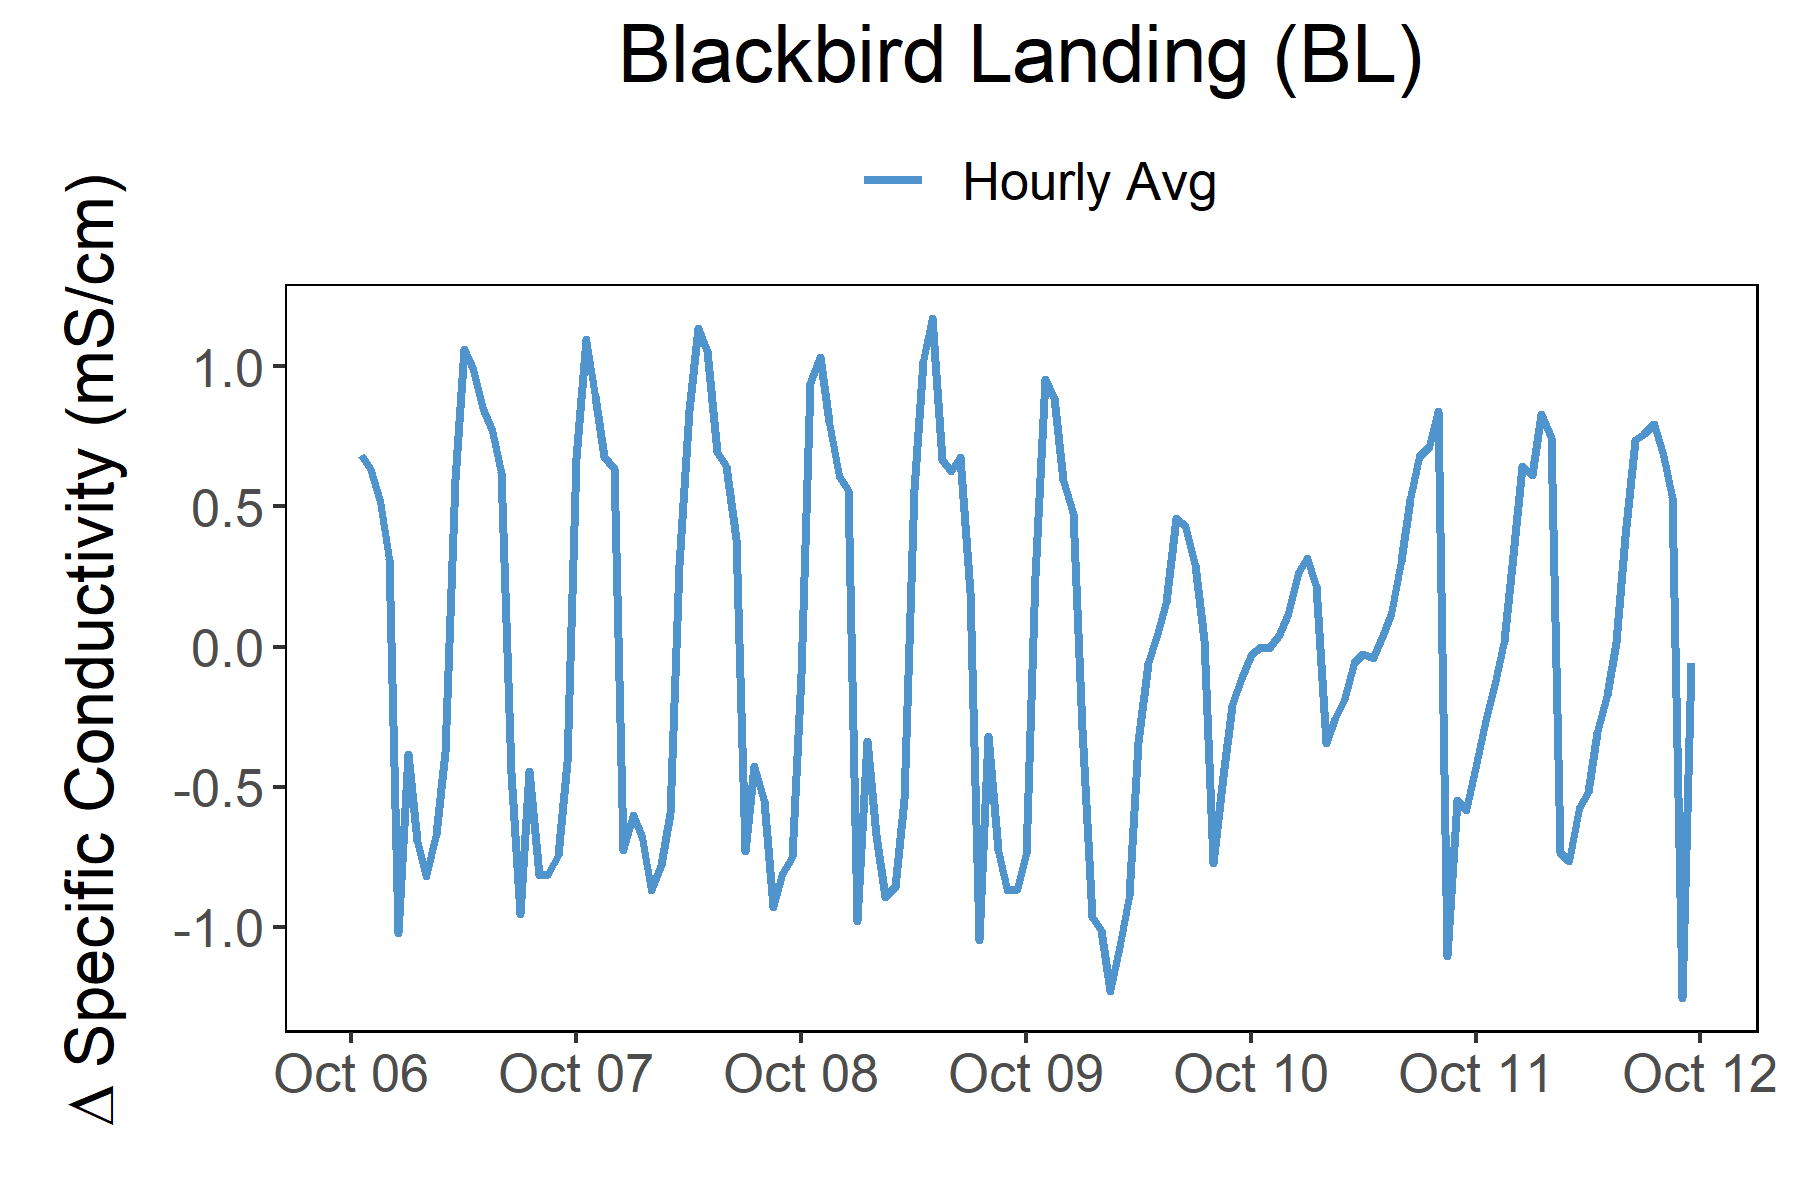 Blackbird Landing (BL)
Hourly Avg
Δ Specific Conductivity (mS/cm)
1.0
0.5
0.0
-0.5
-1.0
Oct 06 Oct 07 Oct 08 Oct 09 Oct 10 Oct 11 Oct 12